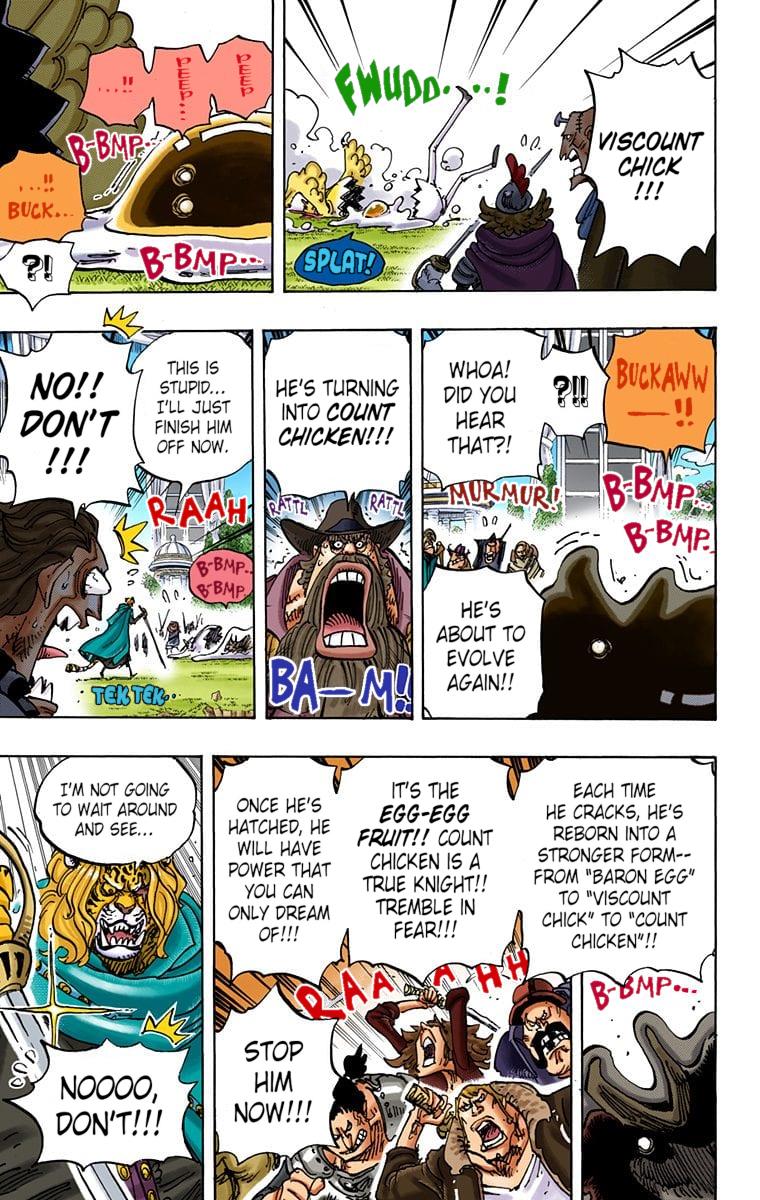 VISCOUNT
CHICK
!!!
FWUDD....!
SPLAT!
PEEP
PEEP...
...!!
B-BMP...
B-BMP...
...!!
BUCK...
?!
BUCKAWW
—!!
?!!
WHOA!
DID YOU
HEAR
THAT?!
B-BMP...
B-BMP..
MURMUR!
HE'S
ABOUT TO
EVOLVE
AGAIN!!
HE'S TURNING
INTO COUNT
CHICKEN!!!
RATTL
RATTL
BA—M!!
THIS IS
STUPID...
I'LL JUST
FINISH HIM
OFF NOW.
NO!!
DON'T
!!!
RAAH
B-BMP..
B-BMP..
TEK TEK..
EACH TIME
HE CRACKS, HE'S
REBORN INTO A
STRONGER FORM--
FROM "BARON EGG"
TO "VISCOUNT
CHICK" TO "COUNT
CHICKEN"!!
B-BMP...
IT'S THE
EGG-EGG
FRUIT!! COUNT
CHICKEN IS A
TRUE KNIGHT!!
TREMBLE IN
FEAR!!!
ONCE HE'S
HATCHED, HE
WILL HAVE
POWER THAT
YOU CAN
ONLY DREAM
OF!!!
RAAAHH
STOP
HIM
NOW!!!
I'M NOT GOING
TO WAIT AROUND
AND SEE...
NOOOO,
DON'T!!!